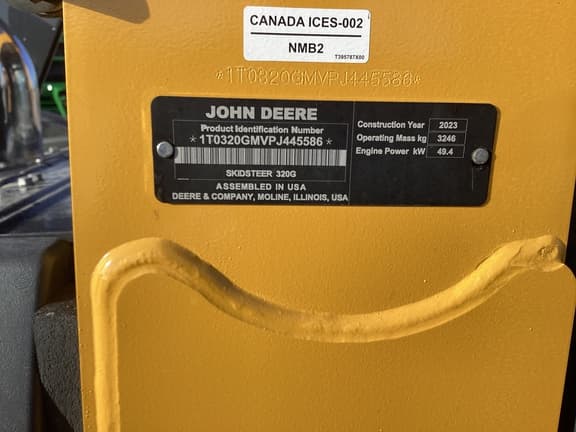 CANADA ICES-002
NMB2
T395787X00
*1T0320GMVPJ445586*
JOHN DEERE
Product Identification Number
*1T0320GMVPJ445586*
SKIDSTEER 320G
ASSEMBLED IN USA
DEERE & COMPANY, MOLINE, ILLINOIS, USA
Construction Year 2023
Operating Mass kg 3246
Engine Power kW 49.4